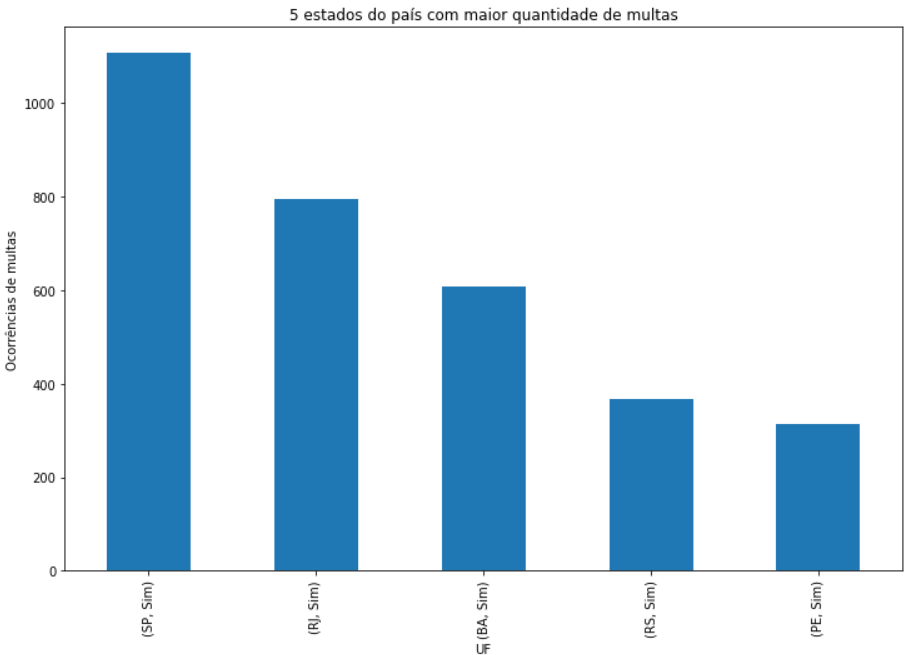 5 estados do país com maior quantidade de multas
Ocorrências de multas
1000
800
600
400
200
0
(SP, Sim)
(RJ, Sim)
(BA, Sim)
(RS, Sim)
(PE, Sim)
UF